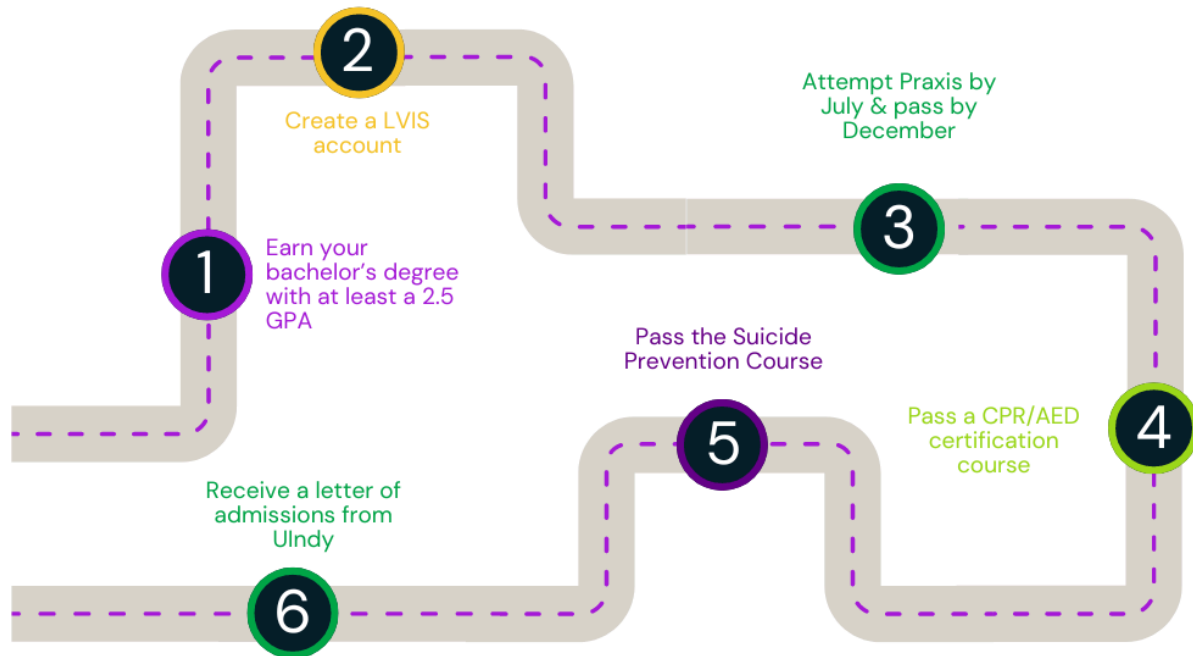 1
Earn your
bachelor’s degree
with at least a 2.5
GPA
2
Create a LVIS
account
3
Attempt Praxis by
July & pass by
December
4
Pass a CPR/AED
certification
course
5
Pass the Suicide
Prevention Course
6
Receive a letter of
admissions from
UIndy